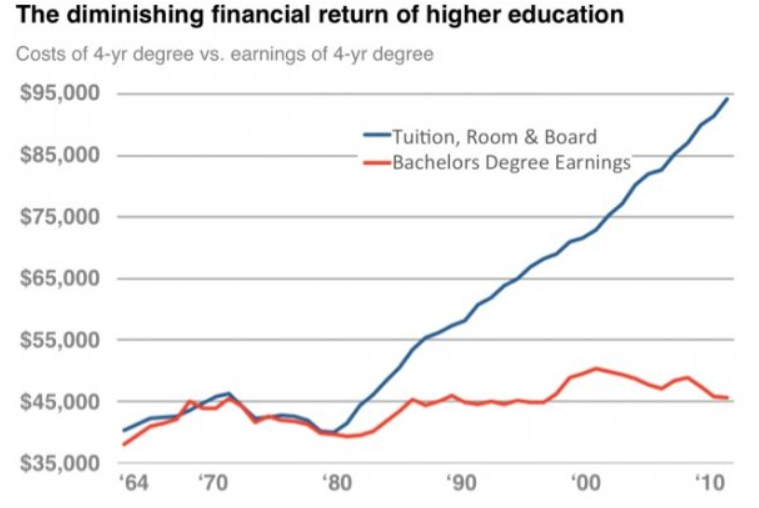 The diminishing financial return of higher education
Costs of 4-yr degree vs. earnings of 4-yr degree
$95,000
Tuition, Room & Board
$85,000
Bachelors Degree Earnings
$75,000
$65,000
$55,000
$45,000
$35,000
‘64 ‘70 ‘80 ‘90 ‘00 ‘10